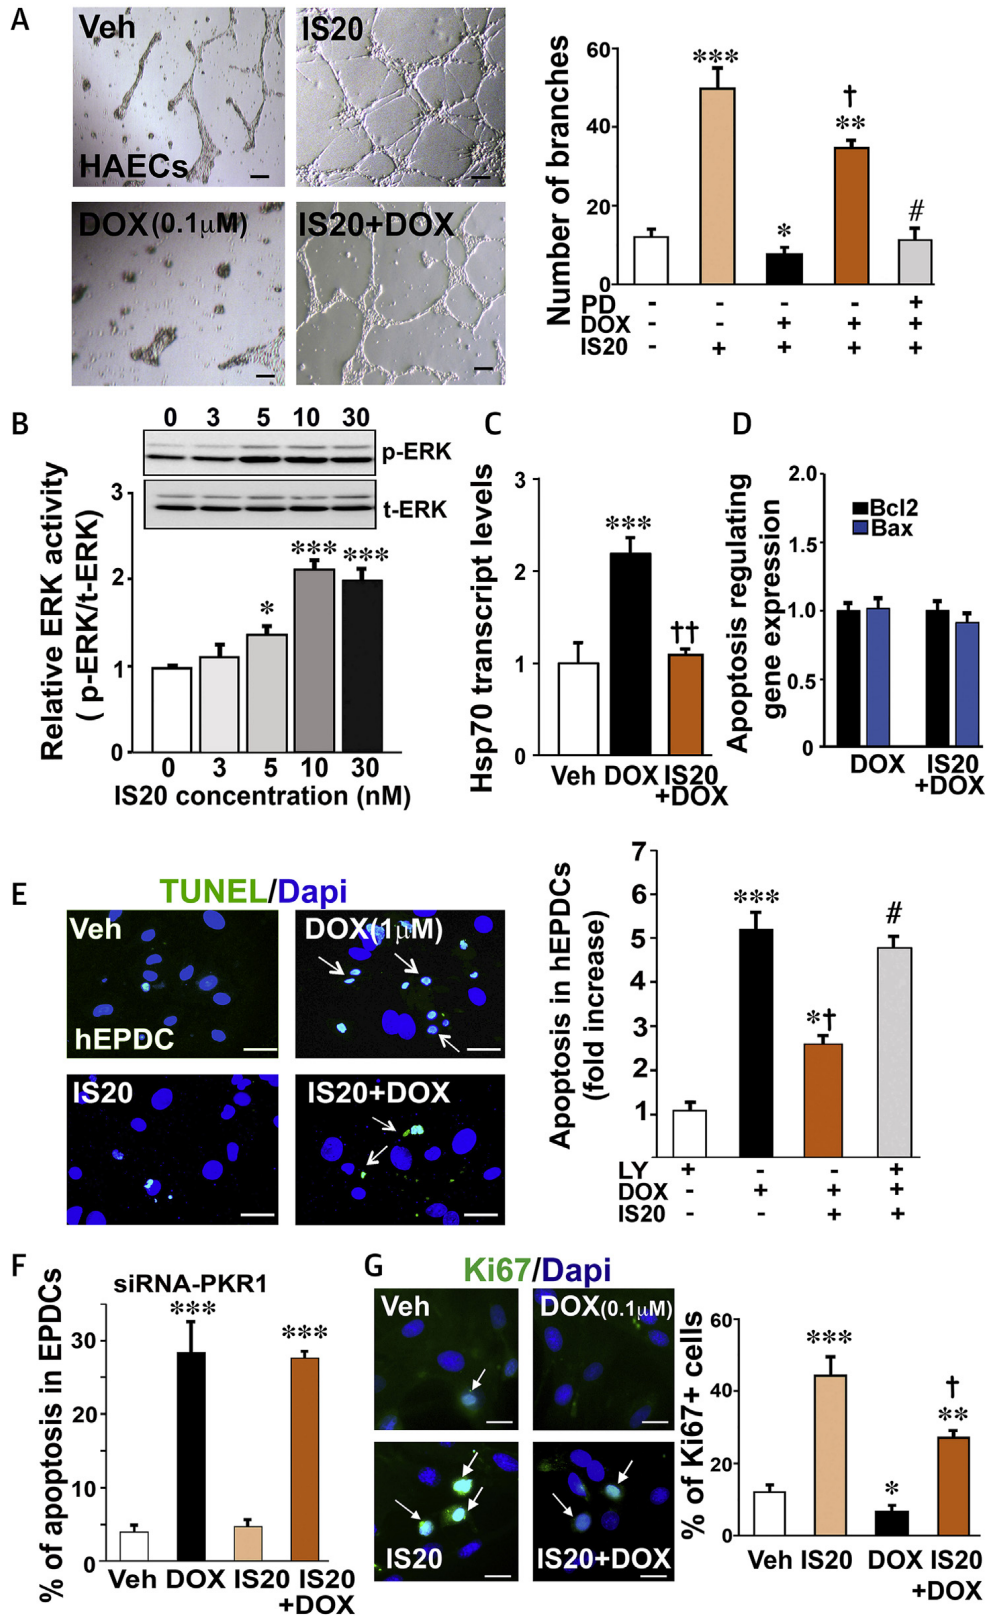 A
Veh
HAECs
IS20
DOX(0.1µM)
IS20+DOX
Number of branches
60
40
20
0
***
*
†
**
#
PD - - - - +
DOX - - + + +
IS20 - + + + +
B
0 3 5 10 30
p-ERK
t-ERK
Relative ERK activity
( p-ERK/t-ERK)
3
2
1
0
*
***
***
0 3 5 10 30
IS20 concentration (nM)
C
Hsp70 transcript levels
3
2
1
0
***
††
Veh DOX IS20
+DOX
D
Apoptosis regulating
gene expression
2.0
1.5
1.0
0.5
0
Bcl2
Bax
DOX IS20
+DOX
E
TUNEL/Dapi
Veh
hEPDC
DOX(1µM)
IS20
IS20+DOX
Apoptosis in hEPDCs
(fold increase)
7
6
5
4
3
2
1
***
*†
#
LY + - - +
DOX - + + +
IS20 - - + +
F
siRNA-PKR1
% of apoptosis in EPDCs
30
20
10
0
***
***
Veh DOX IS20 IS20
+DOX
G
Ki67/Dapi
Veh
DOX(0.1µM)
IS20
IS20+DOX
% of Ki67+ cells
60
40
20
0
***
*
†
**
Veh IS20 DOX IS20
+DOX